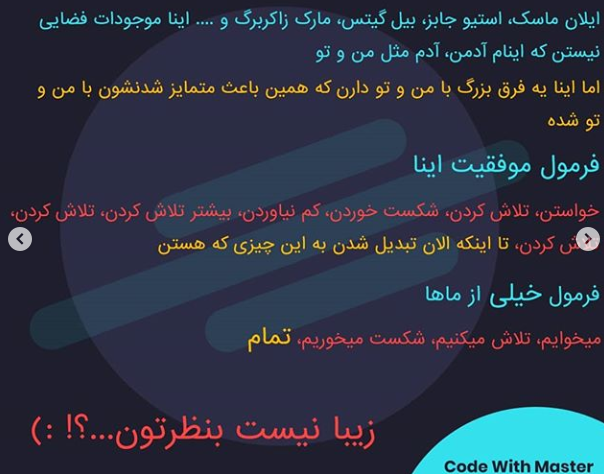 ایلان ماسک، استیو جابز، بیل گیتس، مارک زاکربرگ و .... اینا موجودات فضایی
نیستن که اینام آدمن، آدم مثل من و تو
اما اینا یه فرق بزرگ با من و تو دارن که همین باعث متمایز شدنشون با من و
تو شده
فرمول موفقیت اینا
خواستن، تلاش کردن، شکست خوردن، کم نیاوردن، بیشتر تلاش کردن، تلاش کردن،
کردن، تا اینکه الان تبدیل شدن به این چیزی که هستن
فرمول خیلی از ماها
میخوایم، تلاش میکنیم، شکست میخوریم، تمام
زیبا نیست بنظرتون...؟! :)
Code With Master